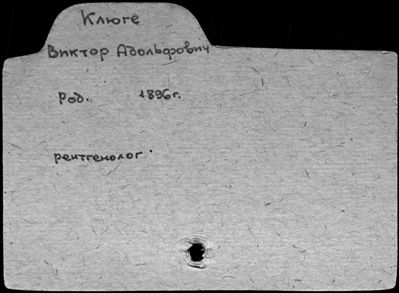 Клюге
Виктор Адольфович
Род. 1896г.
рентгенолог